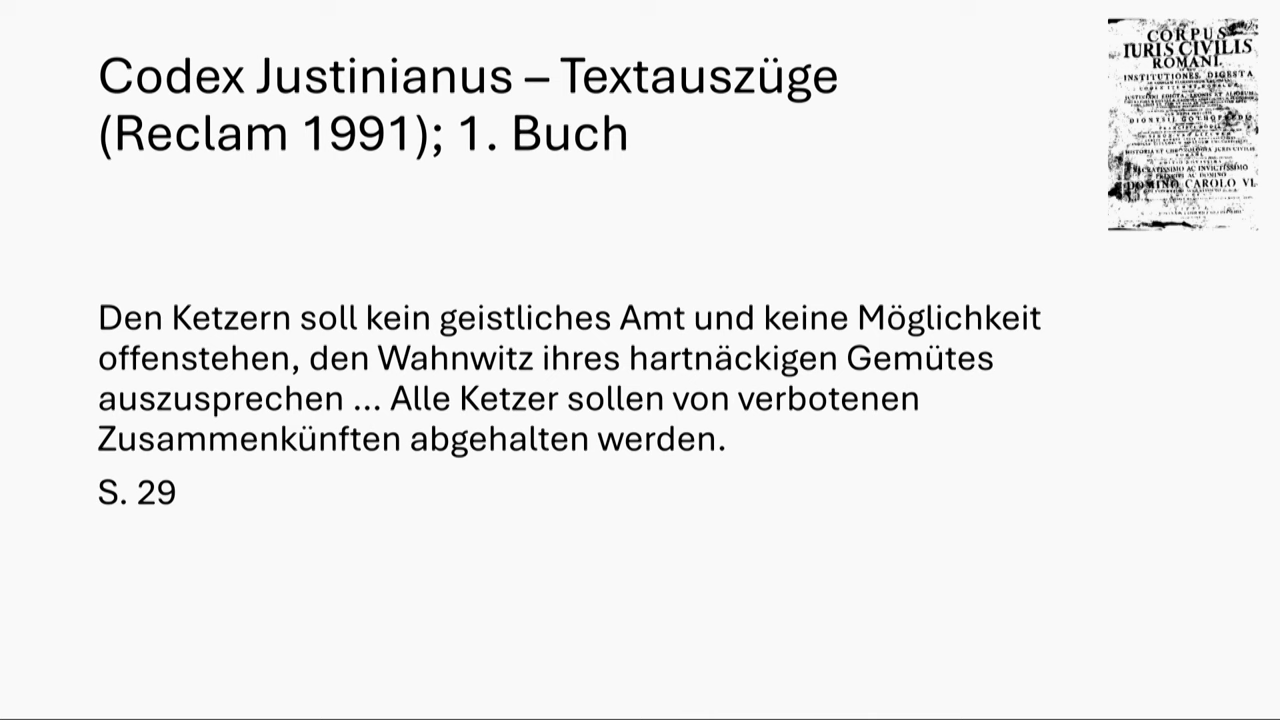 Codex Justinianus – Textauszüge
(Reclam 1991); 1. Buch
CORPUS
IURIS CIVILIS
ROMANI,
INSTITUTIONES, DIGESTA
DOMINO CAROLO VI.
Den Ketzern soll kein geistliches Amt und keine Möglichkeit
offenstehen, den Wahnwitz ihres hartnäckigen Gemütes
auszusprechen ... Alle Ketzer sollen von verbotenen
Zusammenkünften abgehalten werden.
S. 29